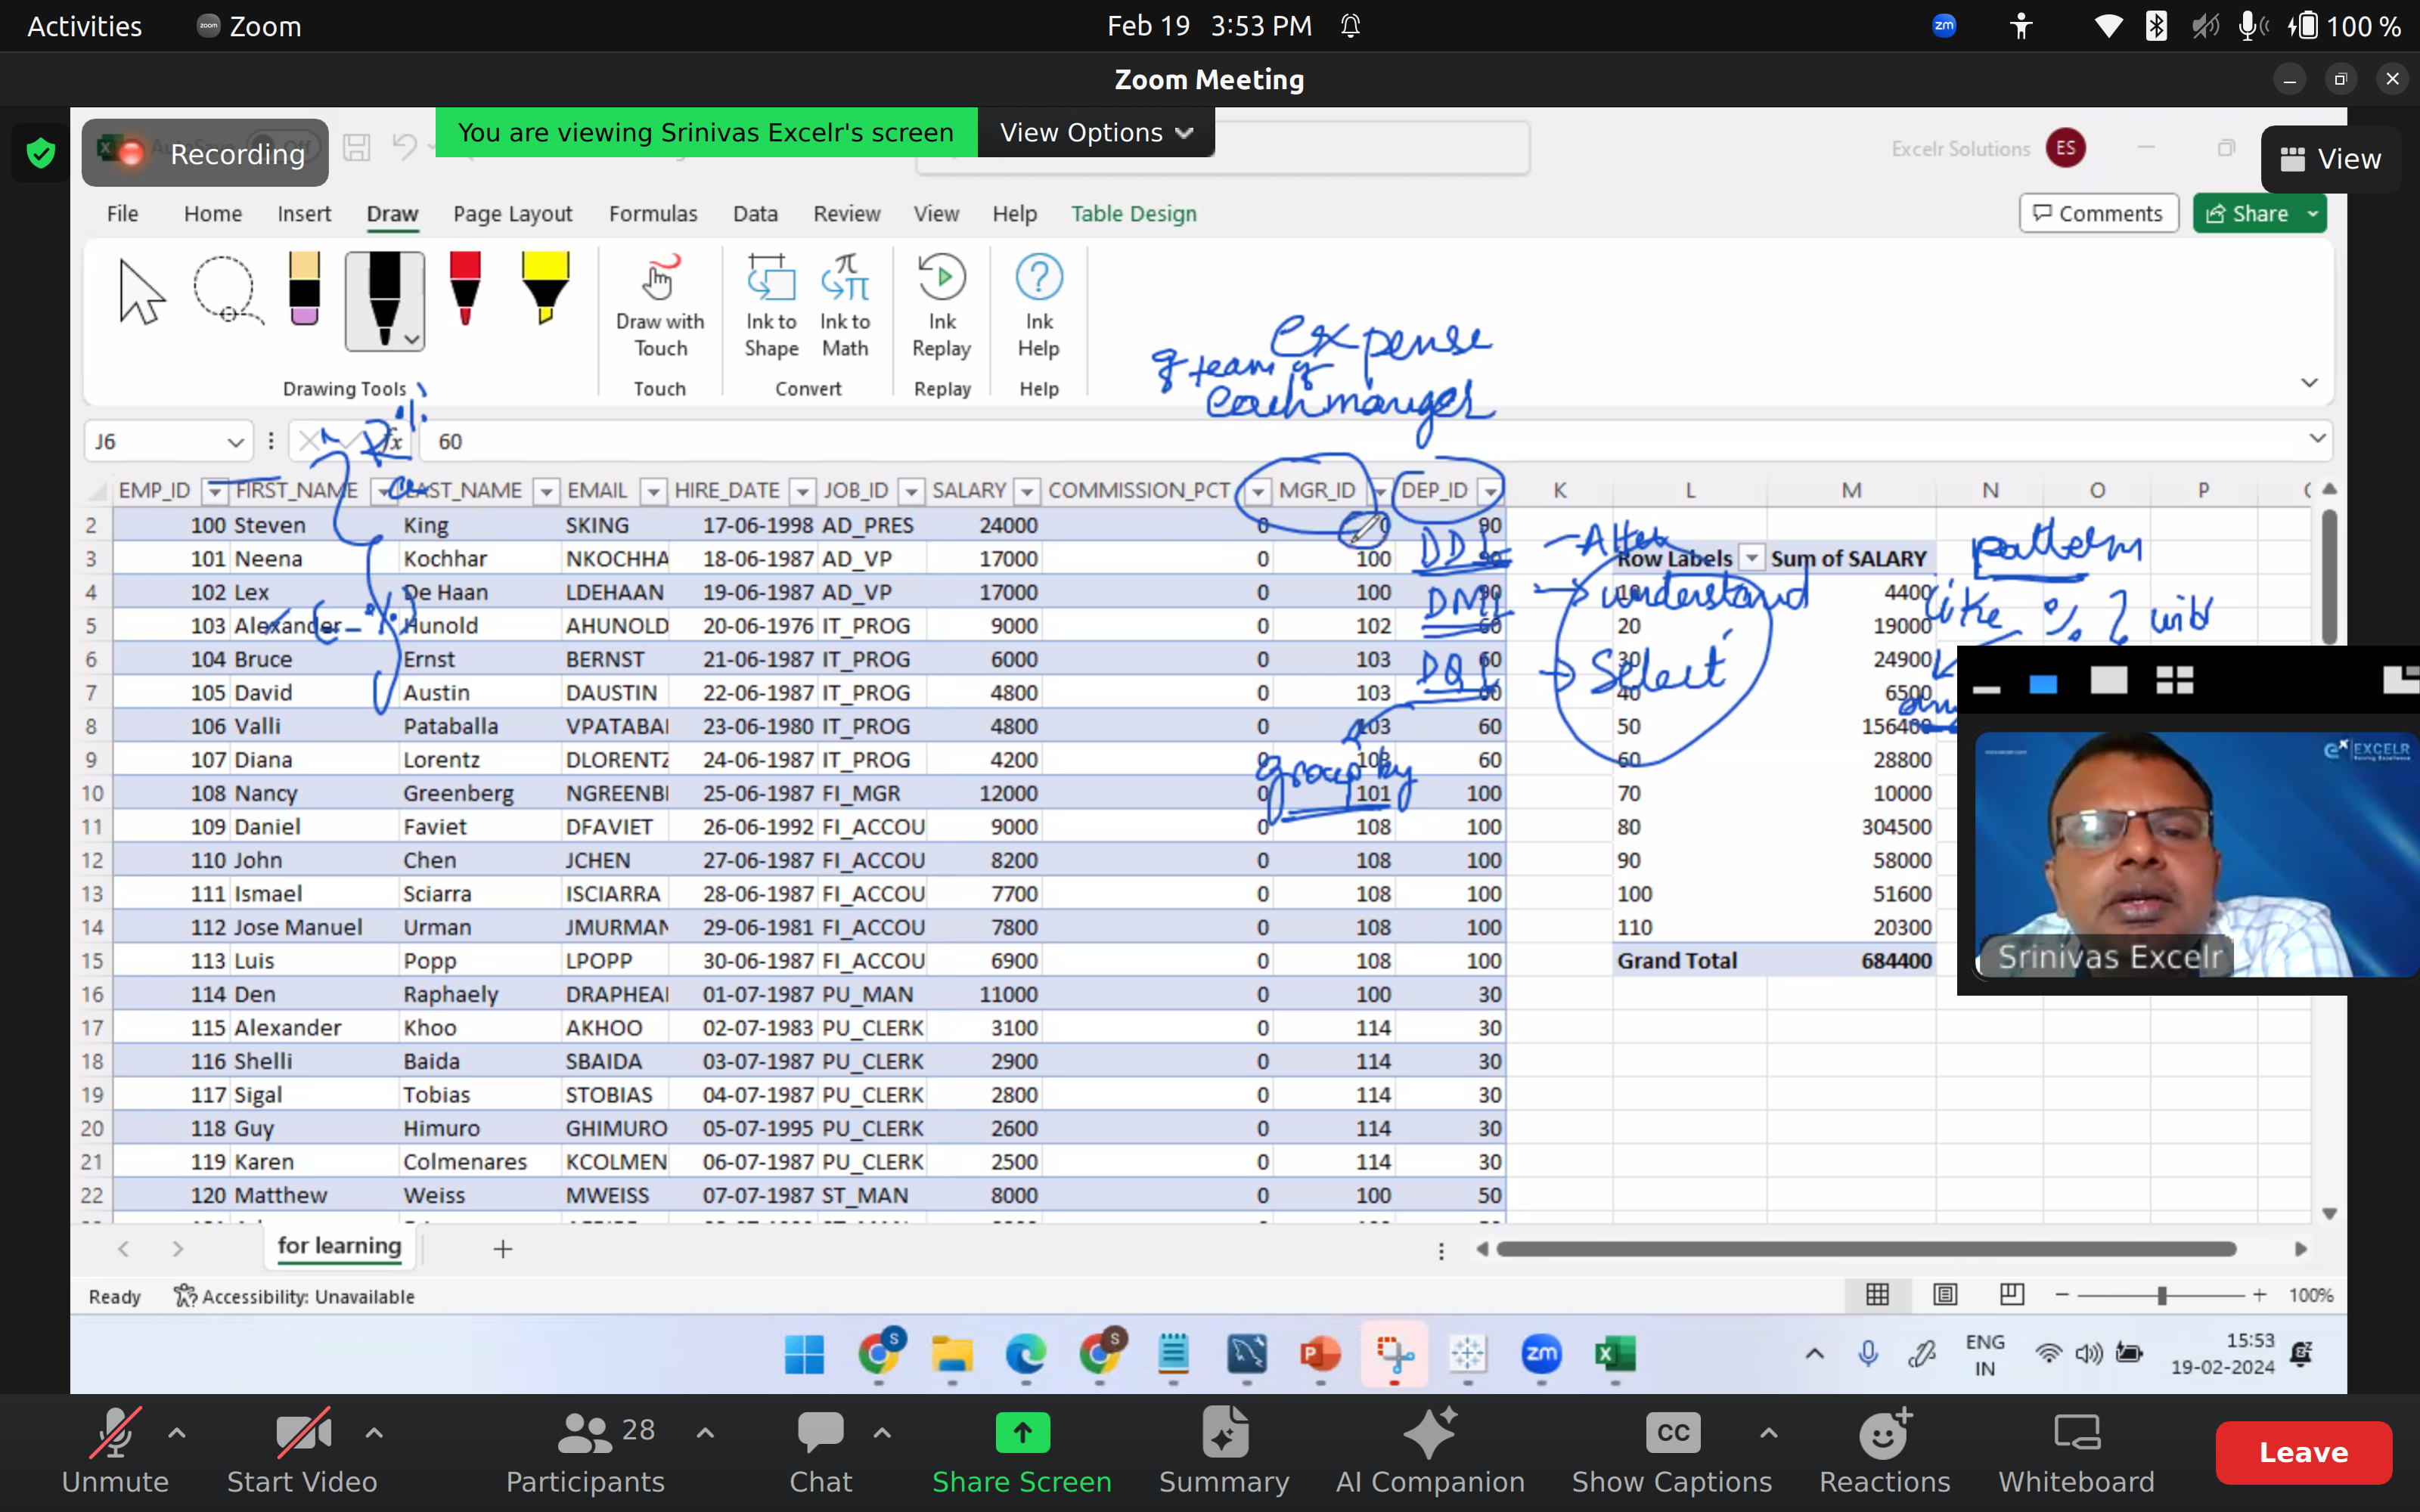 Activities Zoom Feb 19 3:53 PM zm 100 %
Zoom Meeting
Recording You are viewing Srinivas Excelr's screen View Options Excelr Solutions ES View
File Home Insert Draw Page Layout Formulas Data Review View Help Table Design Comments Share
Draw with Touch Ink to Shape Ink to Math Ink Replay Ink Help
Drawing Tools Touch Convert Replay Help
expense
of team of
each manger
J6 fx 60
EMP_ID FIRST_NAME LAST_NAME EMAIL HIRE_DATE JOB_ID SALARY COMMISSION_PCT MGR_ID DEP_ID K L M N O P
2 100 Steven King SKING 17-06-1998 AD_PRES 24000 0 0 90
3 101 Neena Kochhar NKOCHHA 18-06-1987 AD_VP 17000 0 100 90 Row Labels Sum of SALARY
4 102 Lex De Haan LDEHAAN 19-06-1987 AD_VP 17000 0 100 90 10 4400
5 103 Alexander Hunold AHUNOLD 20-06-1976 IT_PROG 9000 0 102 60 20 19000
6 104 Bruce Ernst BERNST 21-06-1987 IT_PROG 6000 0 103 60 30 24900
7 105 David Austin DAUSTIN 22-06-1987 IT_PROG 4800 0 103 60 40 6500
8 106 Valli Pataballa VPATABAI 23-06-1980 IT_PROG 4800 0 103 60 50 156400
9 107 Diana Lorentz DLORENTZ 24-06-1987 IT_PROG 4200 0 103 60 60 28800
10 108 Nancy Greenberg NGREENBI 25-06-1987 FI_MGR 12000 0 101 100 70 10000
11 109 Daniel Faviet DFAVIET 26-06-1992 FI_ACCOU 9000 0 108 100 80 304500
12 110 John Chen JCHEN 27-06-1987 FI_ACCOU 8200 0 108 100 90 58000
13 111 Ismael Sciarra ISCIARRA 28-06-1987 FI_ACCOU 7700 0 108 100 100 51600
14 112 Jose Manuel Urman JMURMAN 29-06-1981 FI_ACCOU 7800 0 108 100 110 20300
15 113 Luis Popp LPOPP 30-06-1987 FI_ACCOU 6900 0 108 100 Grand Total 684400
16 114 Den Raphaely DRAPHEAI 01-07-1987 PU_MAN 11000 0 100 30
17 115 Alexander Khoo AKHOO 02-07-1983 PU_CLERK 3100 0 114 30
18 116 Shelli Baida SBAIDA 03-07-1987 PU_CLERK 2900 0 114 30
19 117 Sigal Tobias STOBIAS 04-07-1987 PU_CLERK 2800 0 114 30
20 118 Guy Himuro GHIMURO 05-07-1995 PU_CLERK 2600 0 114 30
21 119 Karen Colmenares KCOLMEN 06-07-1987 PU_CLERK 2500 0 114 30
22 120 Matthew Weiss MWEISS 07-07-1987 ST_MAN 8000 0 100 50
DDL - Alter
DML → understand
DQL → Select
group by
pattern
like %
EXCELR
Srinivas Excelr
for learning
Ready Accessibility: Unavailable 100%
S S P zm X ENG IN 15:53 19-02-2024
28
Unmute Start Video Participants Chat Share Screen Summary AI Companion CC Show Captions Reactions Whiteboard Leave